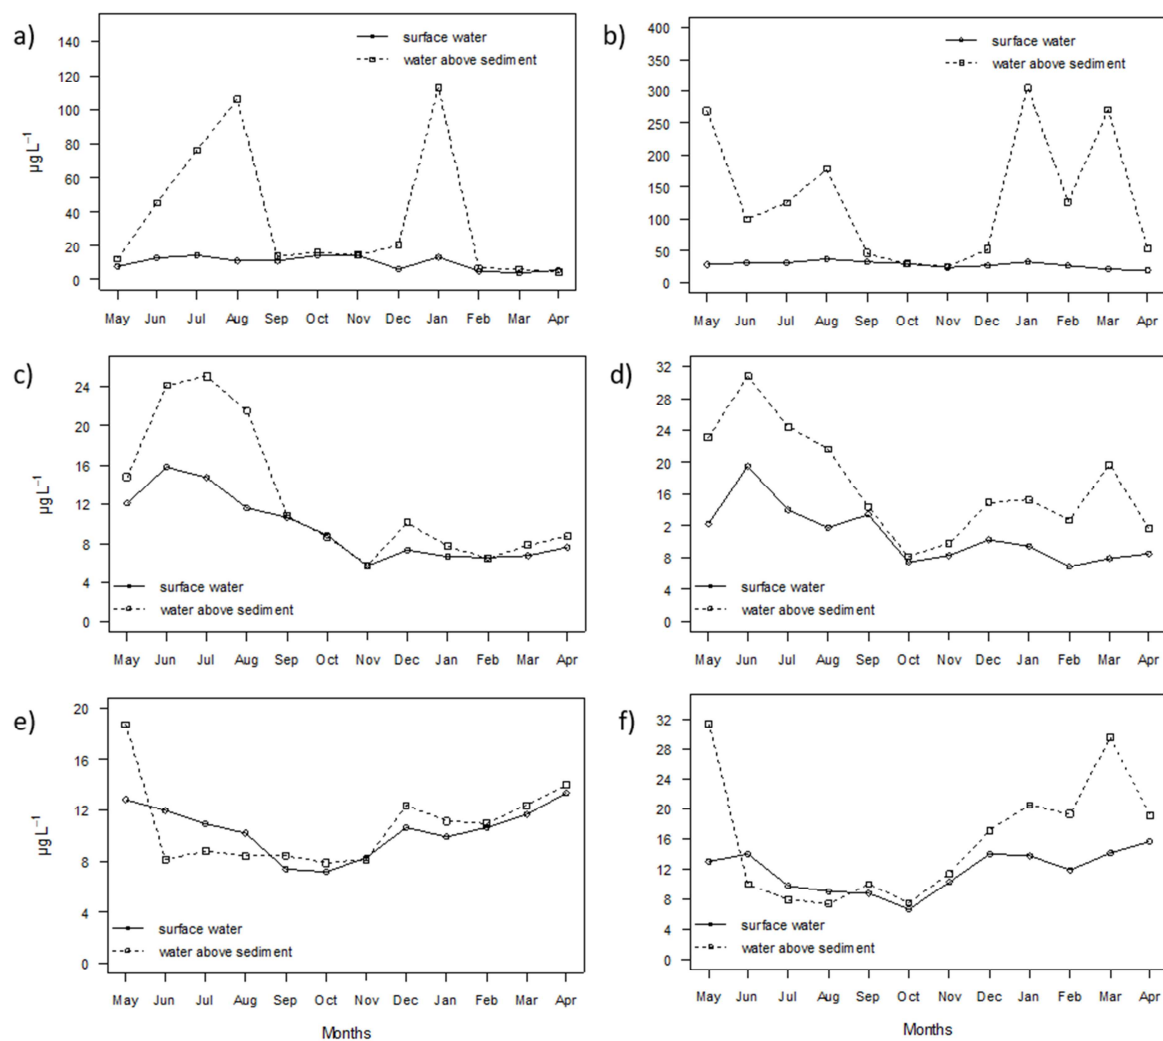 a)
140
120
100
80
60
40
20
0
µg L⁻¹
surface water
water above sediment
May Jun Jul Aug Sep Oct Nov Dec Jan Feb Mar Apr
b)
400
350
300
250
200
150
100
50
0
surface water
water above sediment
May Jun Jul Aug Sep Oct Nov Dec Jan Feb Mar Apr
c)
24
20
16
12
8
4
0
µg L⁻¹
surface water
water above sediment
May Jun Jul Aug Sep Oct Nov Dec Jan Feb Mar Apr
d)
32
28
24
20
16
2
8
4
0
surface water
water above sediment
May Jun Jul Aug Sep Oct Nov Dec Jan Feb Mar Apr
e)
20
16
12
8
4
0
µg L⁻¹
surface water
water above sediment
May Jun Jul Aug Sep Oct Nov Dec Jan Feb Mar Apr
Months
f)
32
28
24
20
16
12
8
4
0
surface water
water above sediment
May Jun Jul Aug Sep Oct Nov Dec Jan Feb Mar Apr
Months